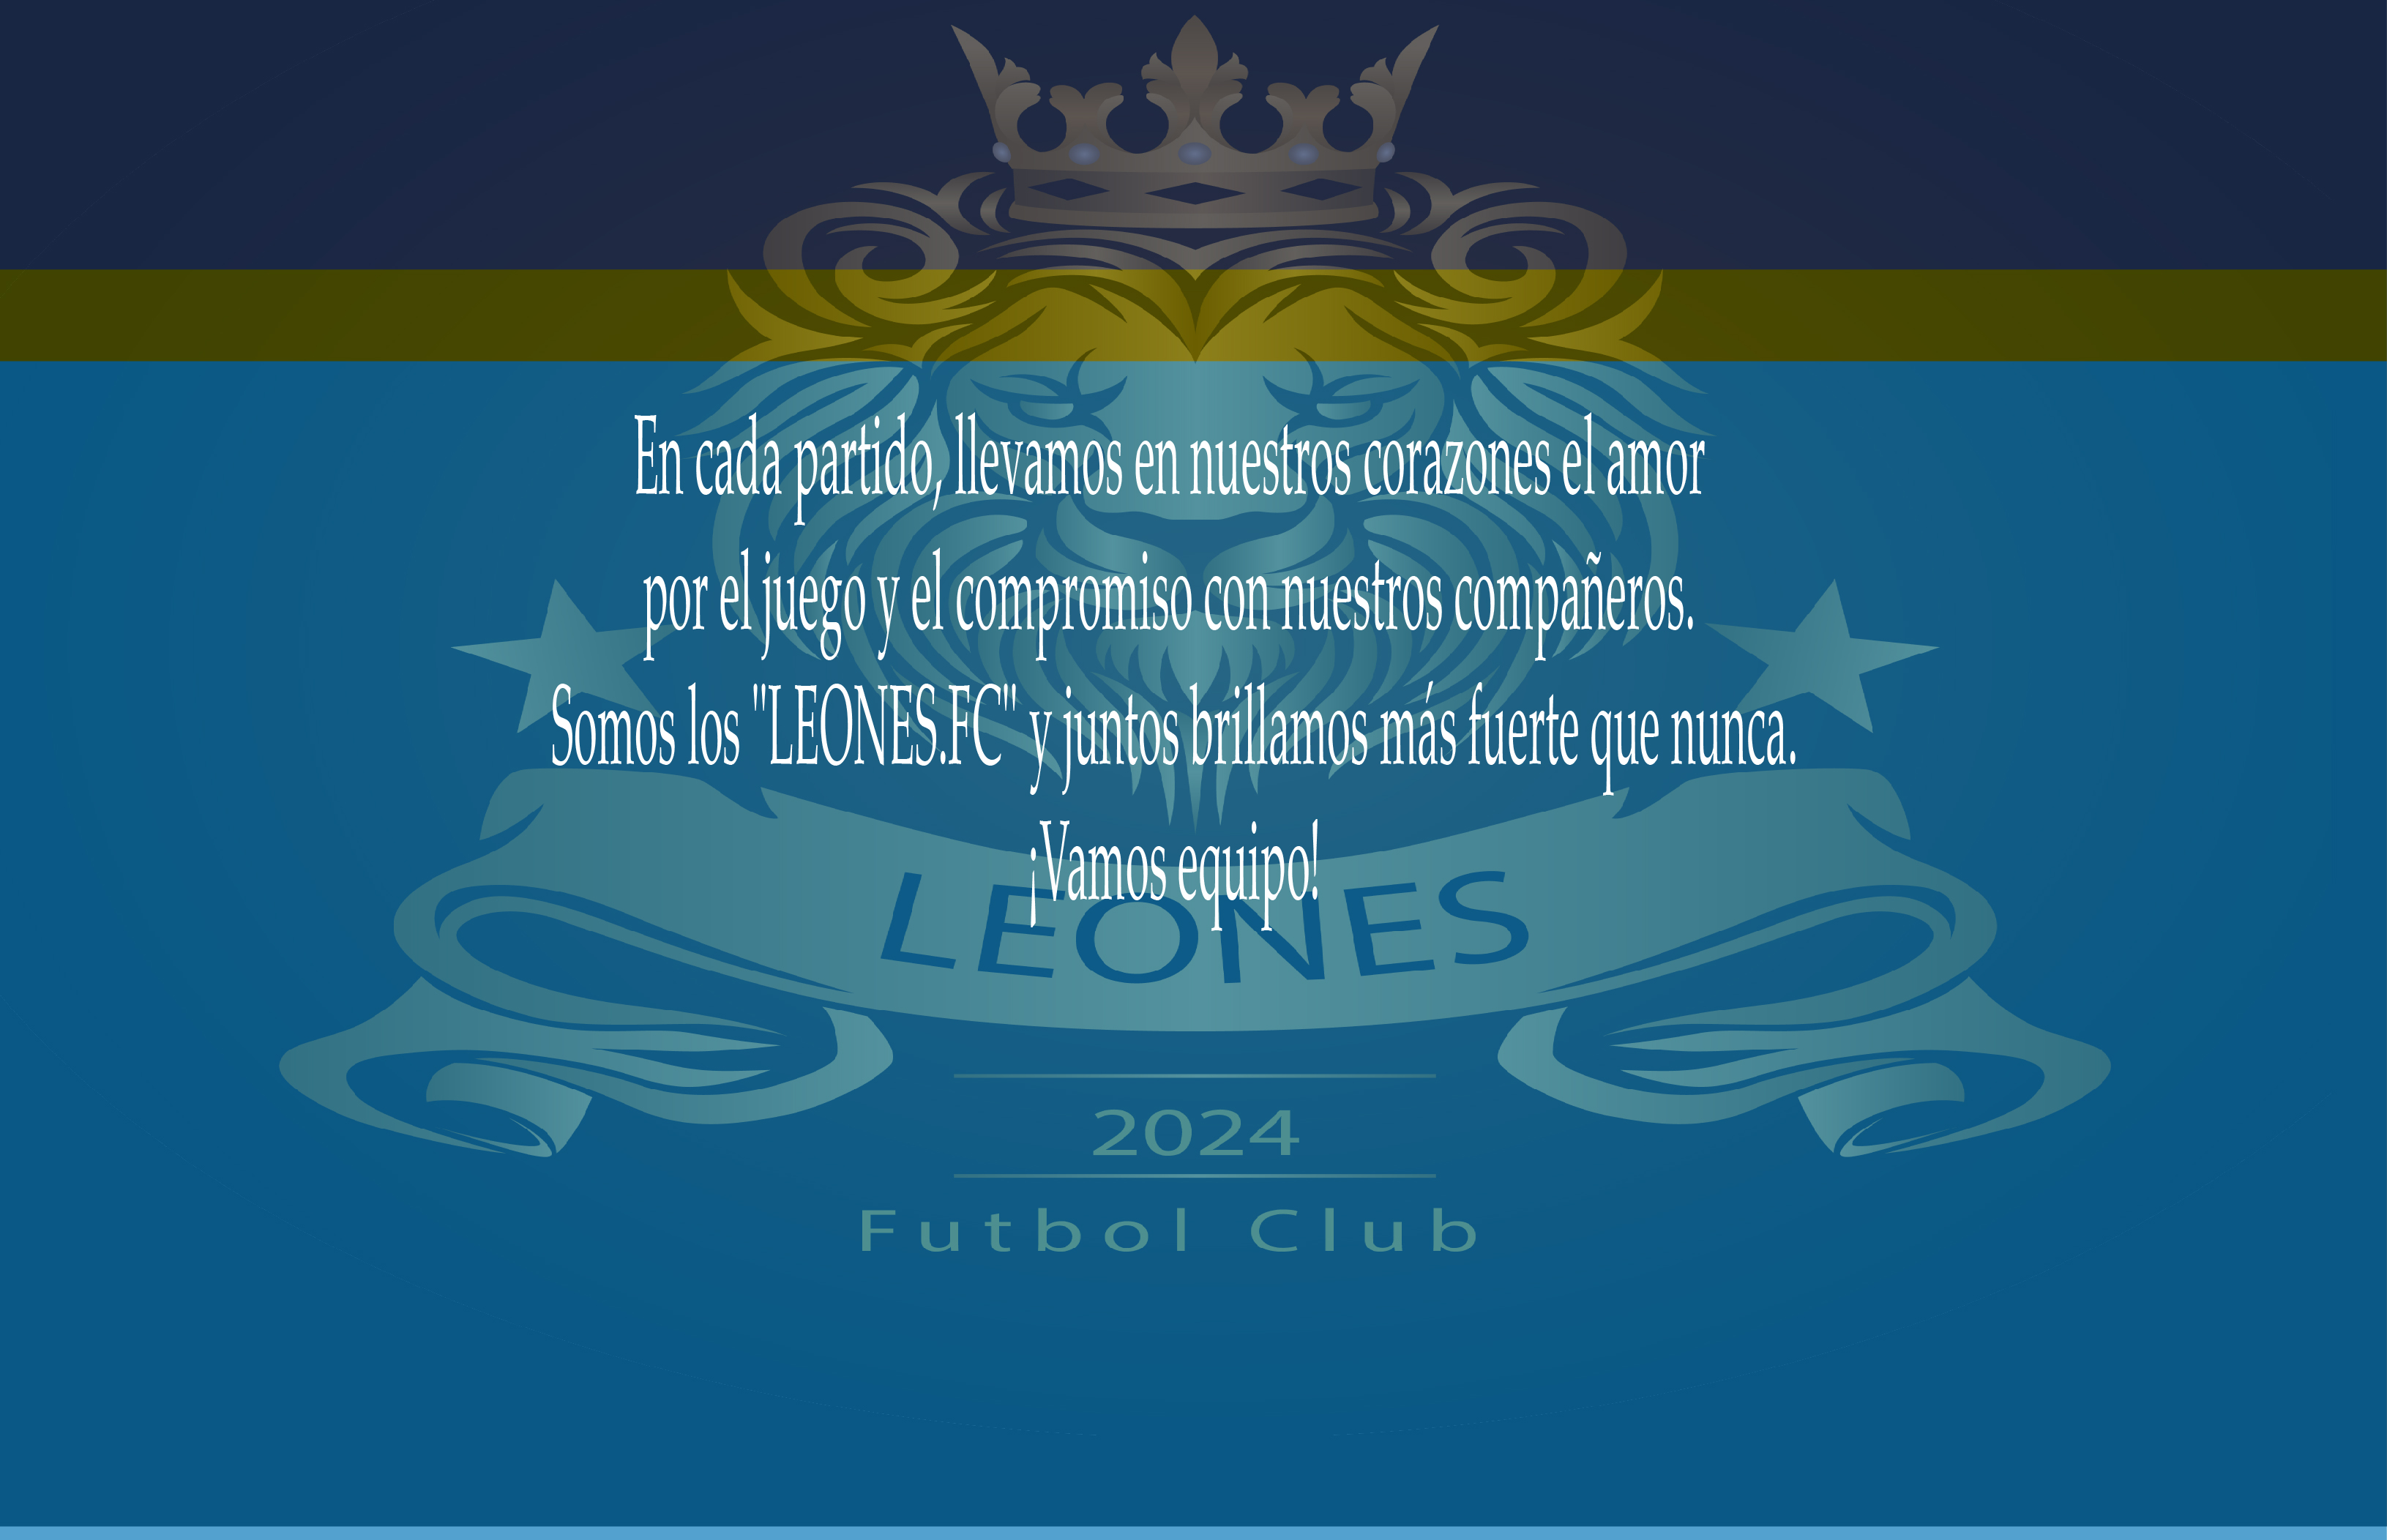 En cada partido, llevamos en nuestros corazones el amor
por el juego y el compromiso con nuestros compañeros.
Somos los "LEONES.FC" y juntos brillamos más fuerte que nunca.
¡Vamos equipo!
LEONES
2024
Futbol Club